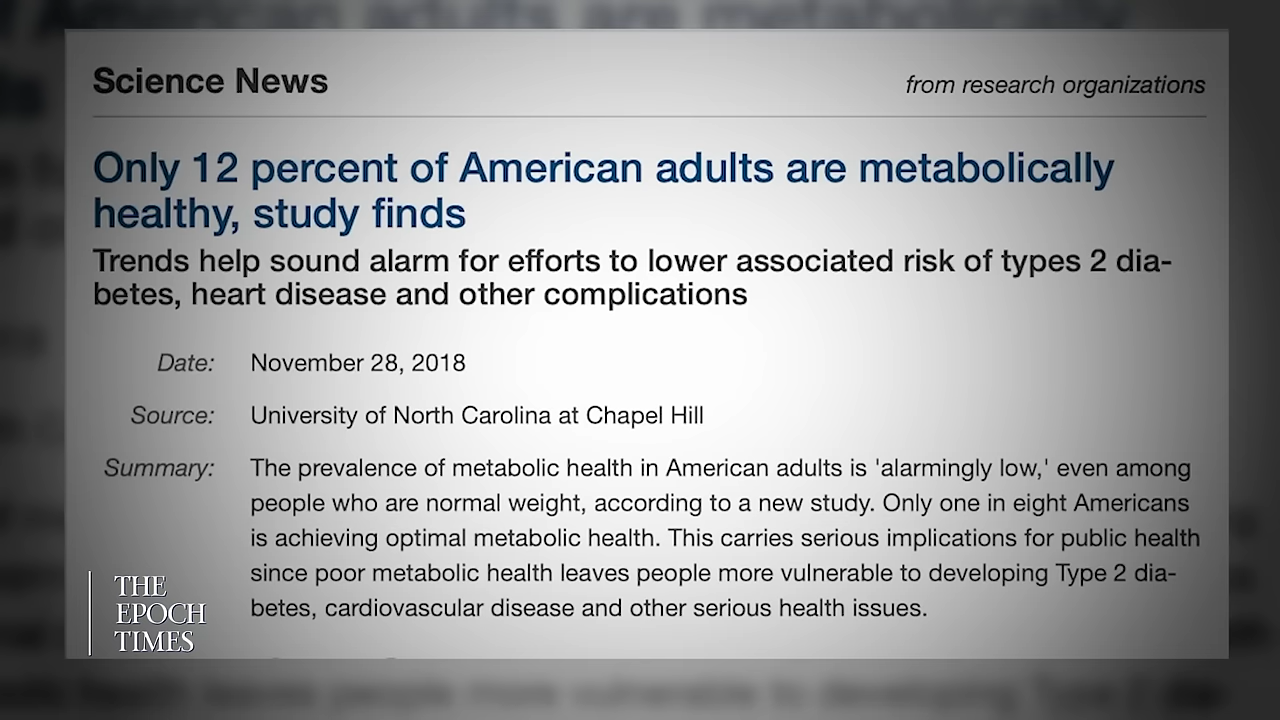 Science News
from research organizations
Only 12 percent of American adults are metabolically
healthy, study finds
Trends help sound alarm for efforts to lower associated risk of types 2 dia-
betes, heart disease and other complications
Date: November 28, 2018
Source: University of North Carolina at Chapel Hill
Summary: The prevalence of metabolic health in American adults is 'alarmingly low,' even among
people who are normal weight, according to a new study. Only one in eight Americans
is achieving optimal metabolic health. This carries serious implications for public health
since poor metabolic health leaves people more vulnerable to developing Type 2 dia-
betes, cardiovascular disease and other serious health issues.
THE
EPOCH
TIMES